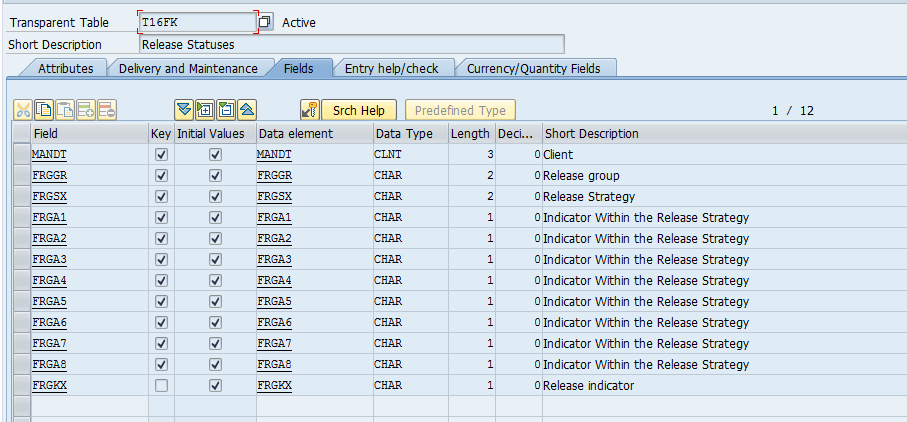 Transparent Table T16FK Active
Short Description Release Statuses
Attributes Delivery and Maintenance Fields Entry help/check Currency/Quantity Fields
Srch Help Predefined Type 1 / 12
Field Key Initial Values Data element Data Type Length Deci... Short Description
MANDT MANDT CLNT 3 0 Client
FRGGR FRGGR CHAR 2 0 Release group
FRGSX FRGSX CHAR 2 0 Release Strategy
FRGA1 FRGA1 CHAR 1 0 Indicator Within the Release Strategy
FRGA2 FRGA2 CHAR 1 0 Indicator Within the Release Strategy
FRGA3 FRGA3 CHAR 1 0 Indicator Within the Release Strategy
FRGA4 FRGA4 CHAR 1 0 Indicator Within the Release Strategy
FRGA5 FRGA5 CHAR 1 0 Indicator Within the Release Strategy
FRGA6 FRGA6 CHAR 1 0 Indicator Within the Release Strategy
FRGA7 FRGA7 CHAR 1 0 Indicator Within the Release Strategy
FRGA8 FRGA8 CHAR 1 0 Indicator Within the Release Strategy
FRGKX FRGKX CHAR 1 0 Release indicator